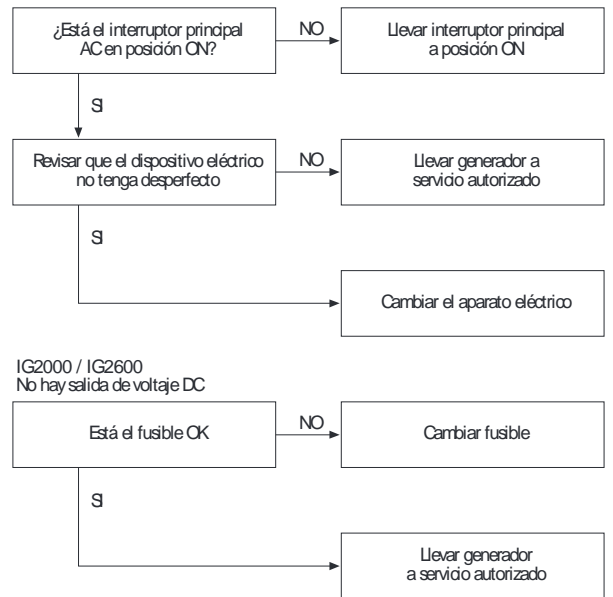 ¿Está el interruptor principal
AC en posición ON?
NO
Llevar interruptor principal
a posición ON
SI
Revisar que el dispositivo eléctrico
no tenga desperfecto
NO
Llevar generador a
servicio autorizado
SI
Cambiar el aparato eléctrico
IG2000 / IG2600
No hay salida de voltaje DC
Está el fusible OK
NO
Cambiar fusible
SI
Llevar generador
a servicio autorizado